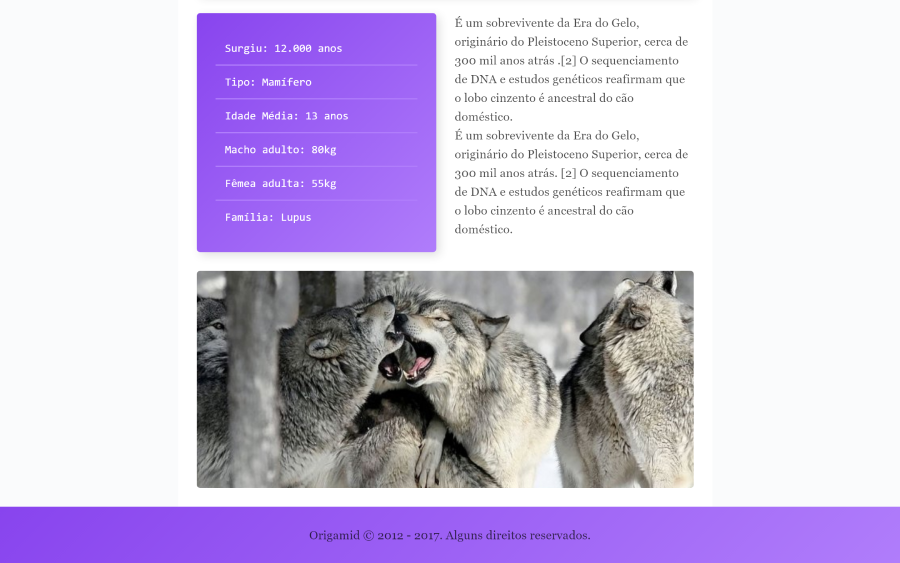 Surgiu: 12.000 anos
Tipo: Mamífero
Idade Média: 13 anos
Macho adulto: 80kg
Fêmea adulta: 55kg
Família: Lupus
É um sobrevivente da Era do Gelo,
originário do Pleistoceno Superior, cerca de
300 mil anos atrás .[2] O sequenciamento
de DNA e estudos genéticos reafirmam que
o lobo cinzento é ancestral do cão
doméstico.
É um sobrevivente da Era do Gelo,
originário do Pleistoceno Superior, cerca de
300 mil anos atrás. [2] O sequenciamento
de DNA e estudos genéticos reafirmam que
o lobo cinzento é ancestral do cão
doméstico.
Origamid © 2012 - 2017. Alguns direitos reservados.